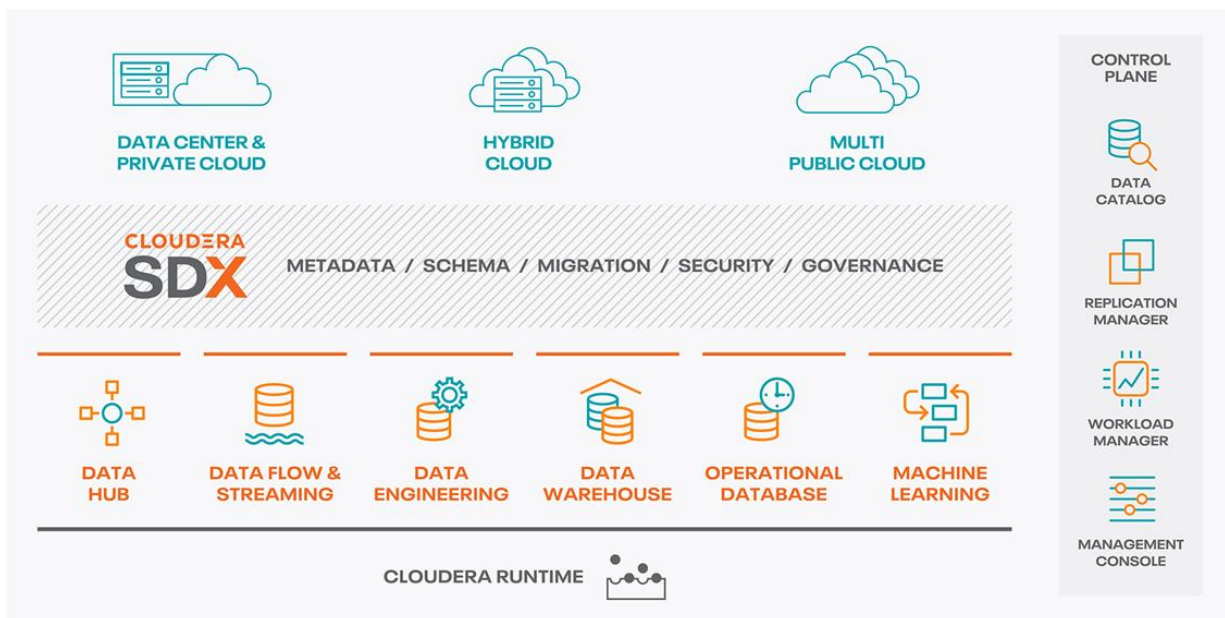 DATA CENTER &
PRIVATE CLOUD
HYBRID
CLOUD
MULTI
PUBLIC CLOUD
CLOUDERA
SDX
METADATA / SCHEMA / MIGRATION / SECURITY / GOVERNANCE
DATA
HUB
DATA FLOW &
STREAMING
DATA
ENGINEERING
DATA
WAREHOUSE
OPERATIONAL
DATABASE
MACHINE
LEARNING
CLOUDERA RUNTIME
CONTROL
PLANE
DATA
CATALOG
REPLICATION
MANAGER
WORKLOAD
MANAGER
MANAGEMENT
CONSOLE